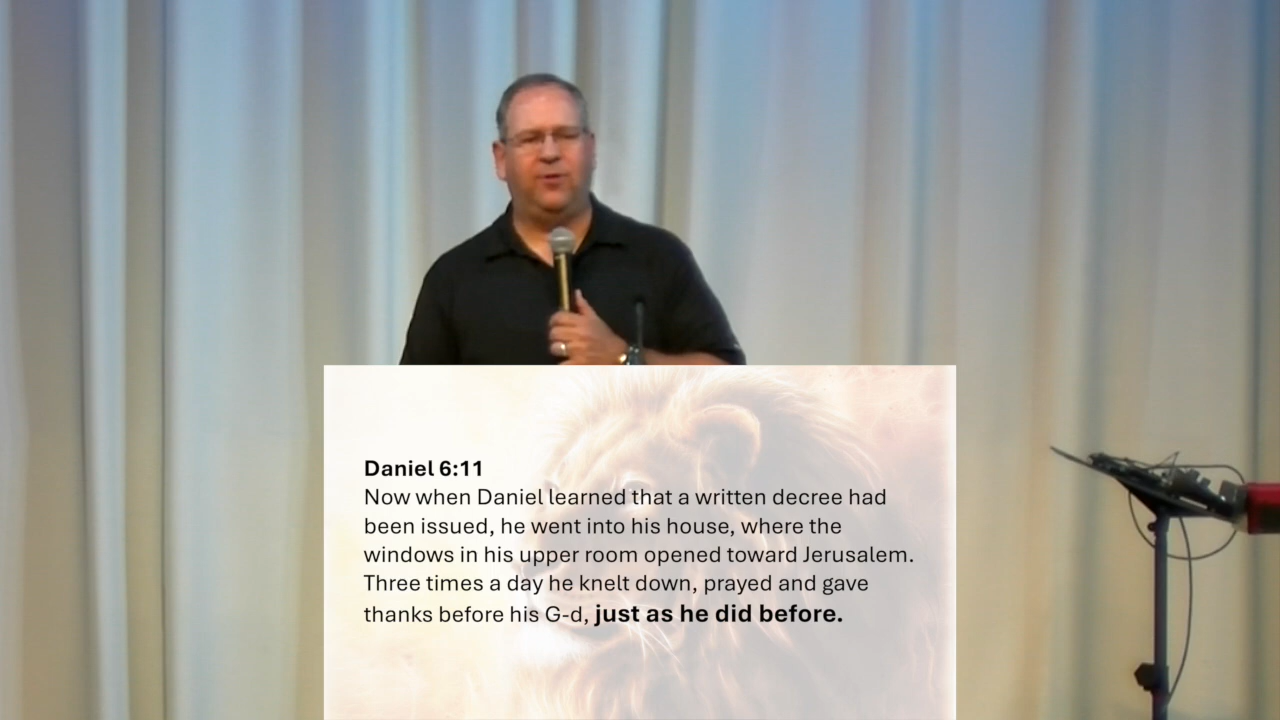 Daniel 6:11
Now when Daniel learned that a written decree had
been issued, he went into his house, where the
windows in his upper room opened toward Jerusalem.
Three times a day he knelt down, prayed and gave
thanks before his G-d, just as he did before.